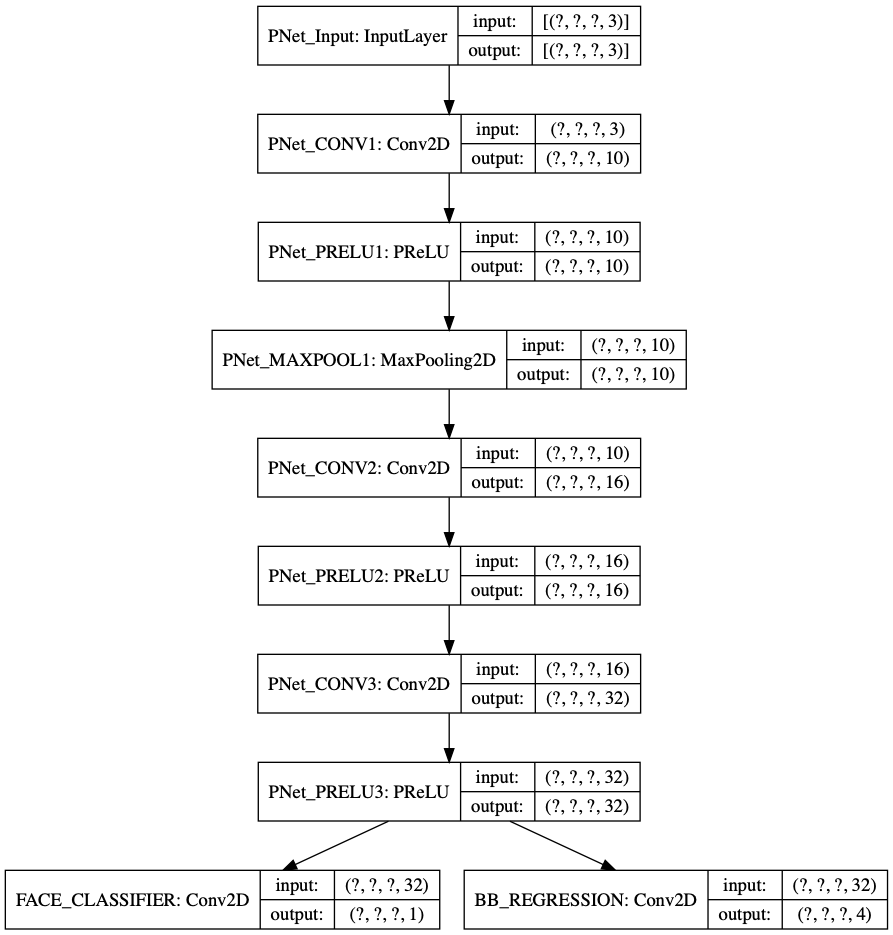 PNet_Input: InputLayer
input: [(?, ?, ?, 3)]
output: [(?, ?, ?, 3)]
PNet_CONV1: Conv2D
input: (?, ?, ?, 3)
output: (?, ?, ?, 10)
PNet_PRELU1: PReLU
input: (?, ?, ?, 10)
output: (?, ?, ?, 10)
PNet_MAXPOOL1: MaxPooling2D
input: (?, ?, ?, 10)
output: (?, ?, ?, 10)
PNet_CONV2: Conv2D
input: (?, ?, ?, 10)
output: (?, ?, ?, 16)
PNet_PRELU2: PReLU
input: (?, ?, ?, 16)
output: (?, ?, ?, 16)
PNet_CONV3: Conv2D
input: (?, ?, ?, 16)
output: (?, ?, ?, 32)
PNet_PRELU3: PReLU
input: (?, ?, ?, 32)
output: (?, ?, ?, 32)
FACE_CLASSIFIER: Conv2D
input: (?, ?, ?, 32)
output: (?, ?, ?, 1)
BB_REGRESSION: Conv2D
input: (?, ?, ?, 32)
output: (?, ?, ?, 4)